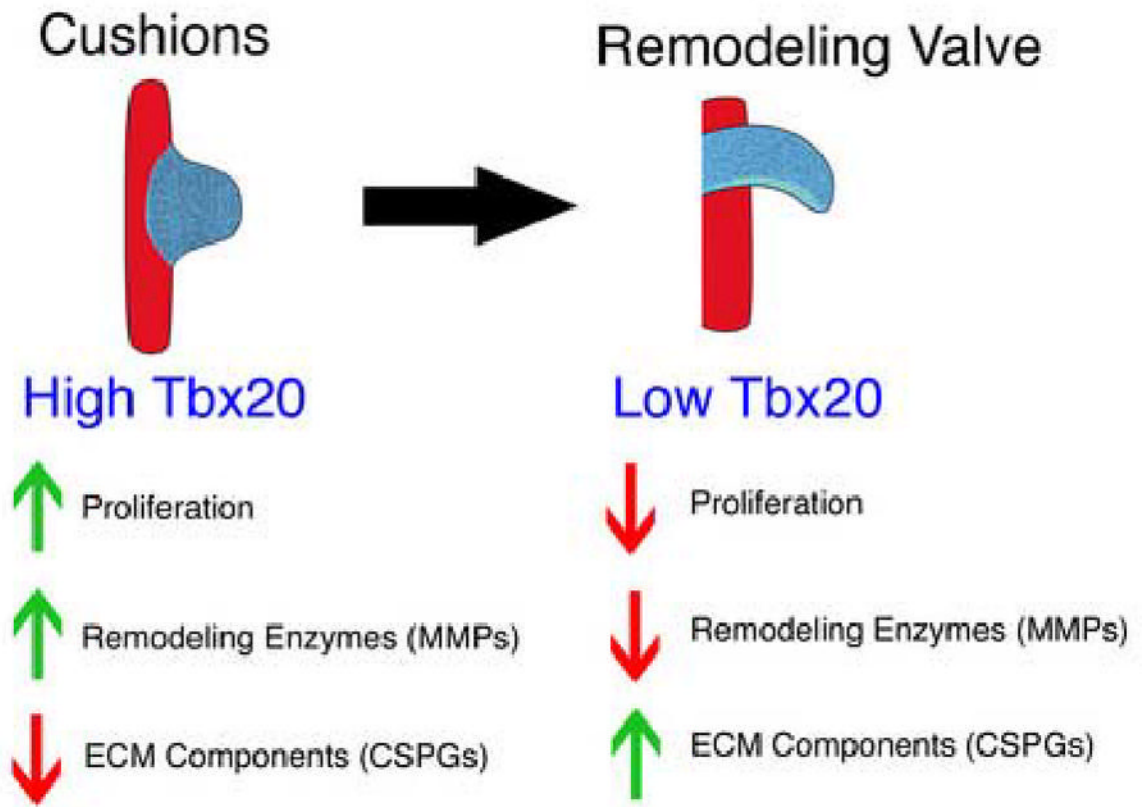 Cushions
Remodeling Valve
High Tbx20
Low Tbx20
Proliferation
Proliferation
Remodeling Enzymes (MMPs)
Remodeling Enzymes (MMPs)
ECM Components (CSPGs)
ECM Components (CSPGs)